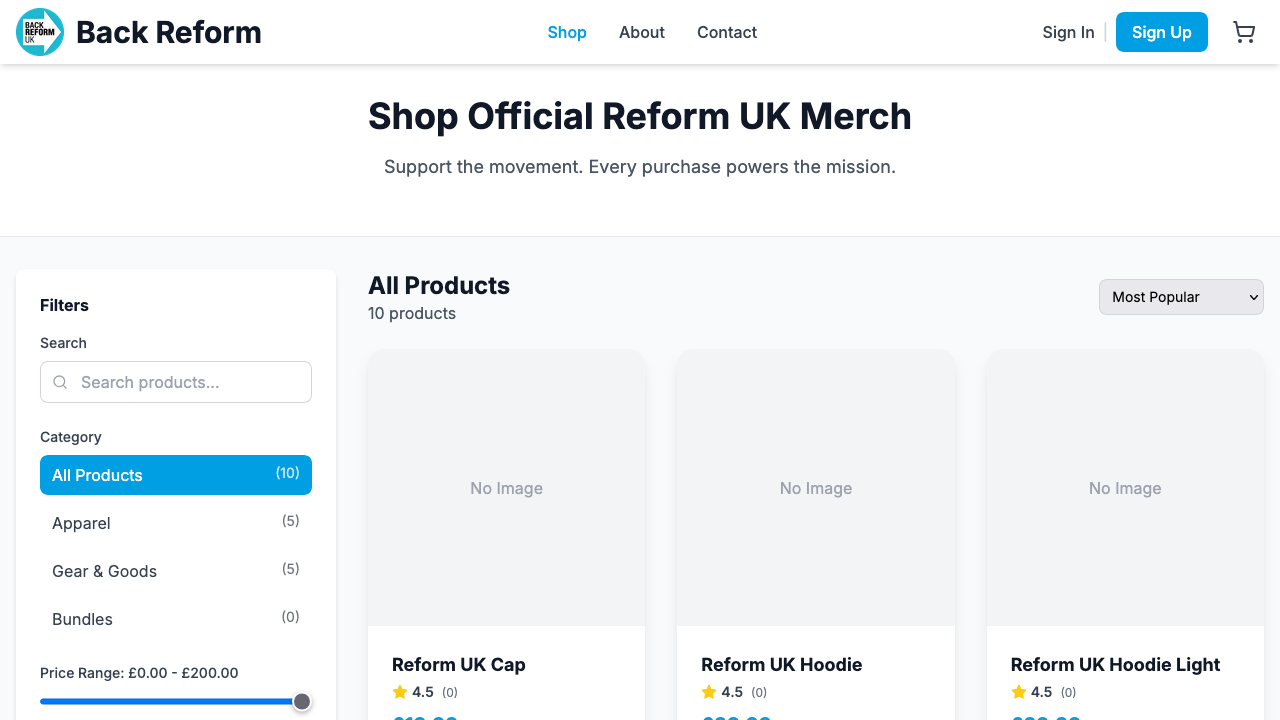 BACK
REFORM
UK
Back Reform
Shop
About
Contact
Sign In
Sign Up
Shop Official Reform UK Merch
Support the movement. Every purchase powers the mission.
Filters
Search
Search products...
Category
All Products (10)
Apparel (5)
Gear & Goods (5)
Bundles (0)
Price Range: £0.00 - £200.00
All Products
10 products
Most Popular
No Image
No Image
No Image
Reform UK Cap
4.5 (0)
Reform UK Hoodie
4.5 (0)
Reform UK Hoodie Light
4.5 (0)